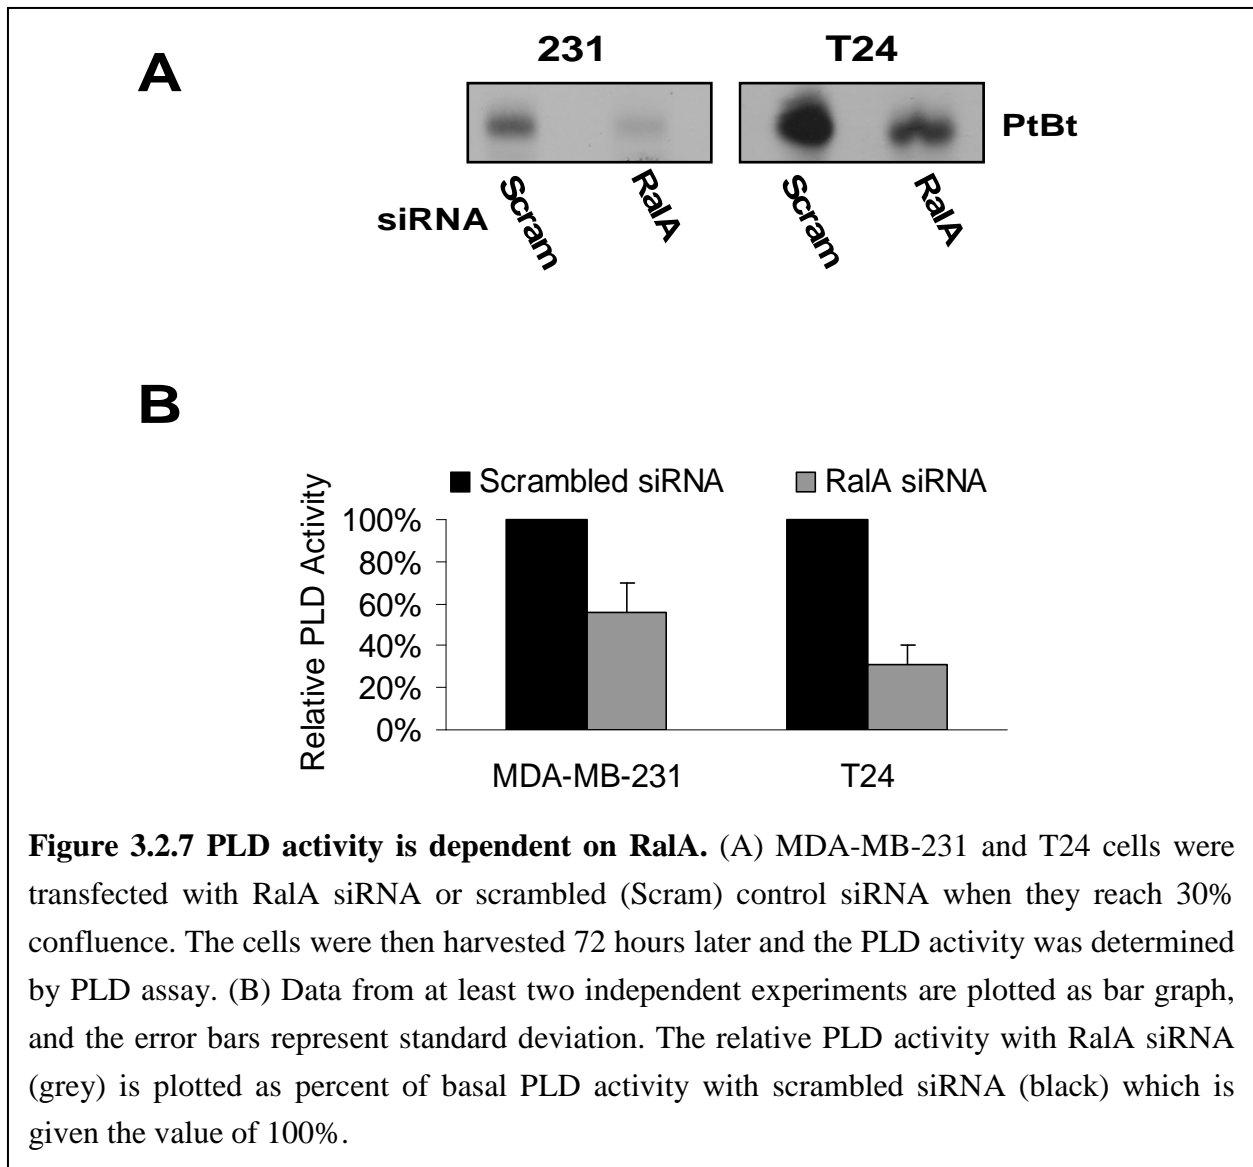 A
231
T24
PtBt
siRNA
Scram
RalA
Scram
RalA
B
Scrambled siRNA
RalA siRNA
Relative PLD Activity
100%
80%
60%
40%
20%
0%
MDA-MB-231
T24
Figure 3.2.7 PLD activity is dependent on RalA. (A) MDA-MB-231 and T24 cells were
transfected with RalA siRNA or scrambled (Scram) control siRNA when they reach 30%
confluence. The cells were then harvested 72 hours later and the PLD activity was determined
by PLD assay. (B) Data from at least two independent experiments are plotted as bar graph,
and the error bars represent standard deviation. The relative PLD activity with RalA siRNA
(grey) is plotted as percent of basal PLD activity with scrambled siRNA (black) which is
given the value of 100%.